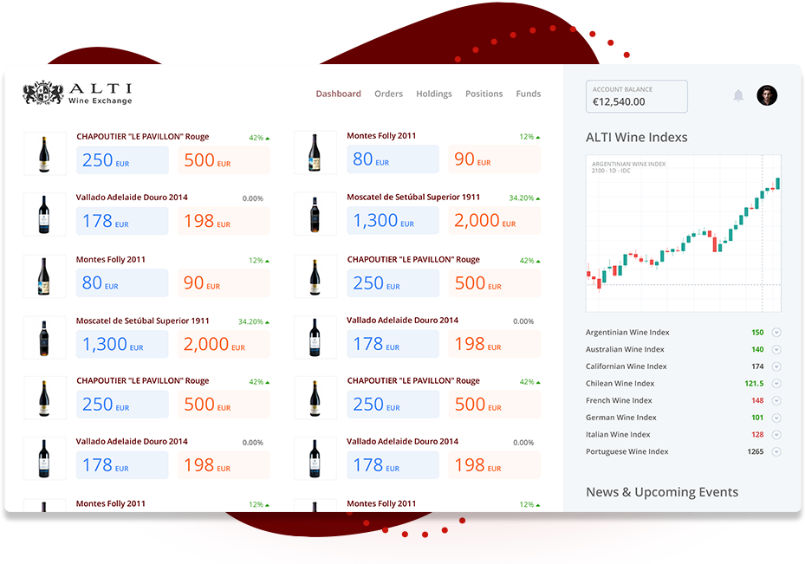 ALTI
Wine Exchange
Dashboard Orders Holdings Positions Funds
CHAPOUTIER "LE PAVILLON" Rouge 42%
250 EUR 500 EUR
Vallado Adelaide Douro 2014 0.00%
178 EUR 198 EUR
Montes Folly 2011 12%
80 EUR 90 EUR
Moscatel de Setúbal Superior 1911 34.20%
1,300 EUR 2,000 EUR
CHAPOUTIER "LE PAVILLON" Rouge 42%
250 EUR 500 EUR
Vallado Adelaide Douro 2014 0.00%
178 EUR 198 EUR
Montes Folly 2011 12%
Montes Folly 2011 12%
80 EUR 90 EUR
Moscatel de Setúbal Superior 1911 34.20%
1,300 EUR 2,000 EUR
CHAPOUTIER "LE PAVILLON" Rouge 42%
250 EUR 500 EUR
Vallado Adelaide Douro 2014 0.00%
178 EUR 198 EUR
CHAPOUTIER "LE PAVILLON" Rouge 42%
250 EUR 500 EUR
Vallado Adelaide Douro 2014 0.00%
178 EUR 198 EUR
Montes Folly 2011 12%
ACCOUNT BALANCE
€12,540.00
ALTI Wine Indexs
ARGENTINIAN WINE INDEX
2100 · 1D · IDC
Argentinian Wine Index 150
Australian Wine Index 140
Californian Wine Index 174
Chilean Wine Index 121.5
French Wine Index 148
German Wine Index 101
Italian Wine Index 128
Portuguese Wine Index 1265
News & Upcoming Events